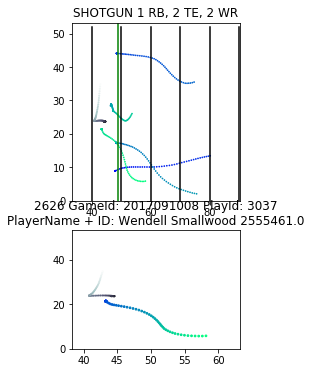 SHOTGUN 1 RB, 2 TE, 2 WR
50
40
30
20
10
0
40 60 80
2626 GameId: 2017091008 PlayId: 3037
PlayerName + ID: Wendell Smallwood 2555461.0
40
20
0
40 45 50 55 60